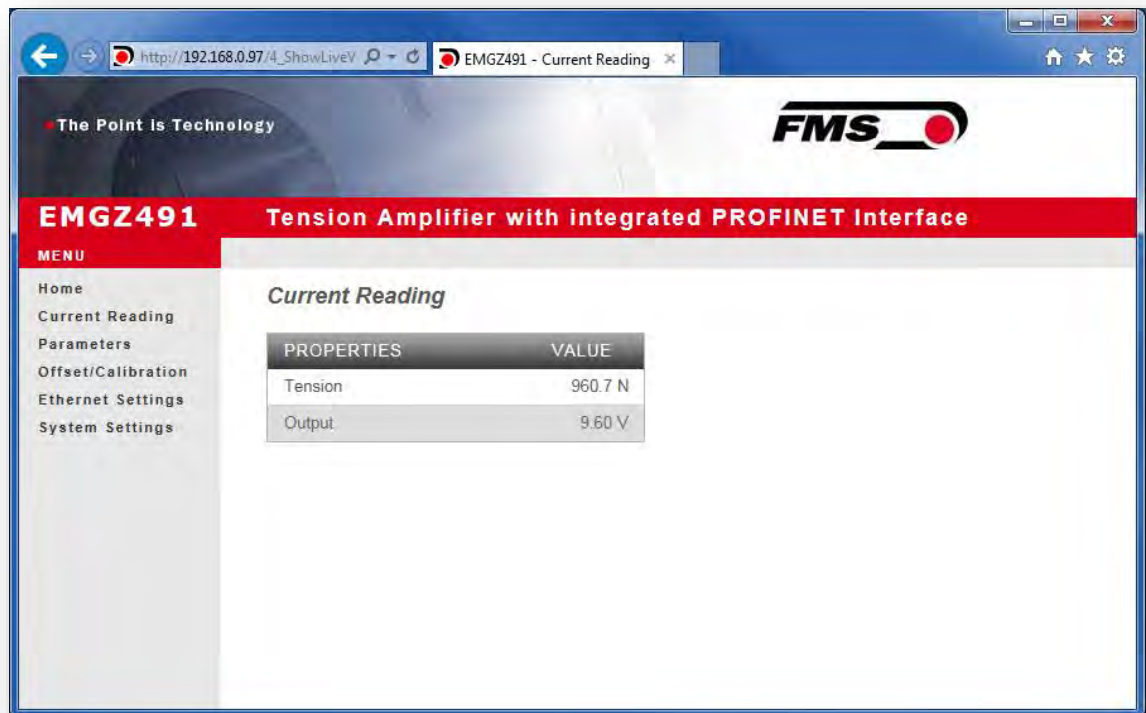 http://192.168.0.97/4_ShowLiveV
EMGZ491 - Current Reading
The Point is Technology
FMS
EMGZ491
Tension Amplifier with integrated PROFINET Interface
MENU
Home
Current Reading
Parameters
Offset/Calibration
Ethernet Settings
System Settings
Current Reading
PROPERTIES VALUE
Tension 960.7 N
Output 9.60 V